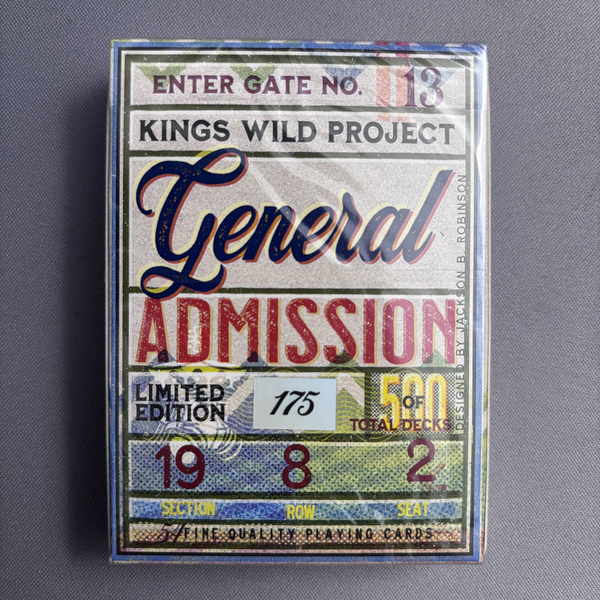 ENTER GATE NO. 13
KINGS WILD PROJECT
General
ADMISSION
LIMITED
EDITION
175
500
OF
TOTAL DECKS
19 8 2
SECTION ROW SEAT
54 FINE QUALITY PLAYING CARDS
DESIGNED BY JACKSON B. ROBINSON